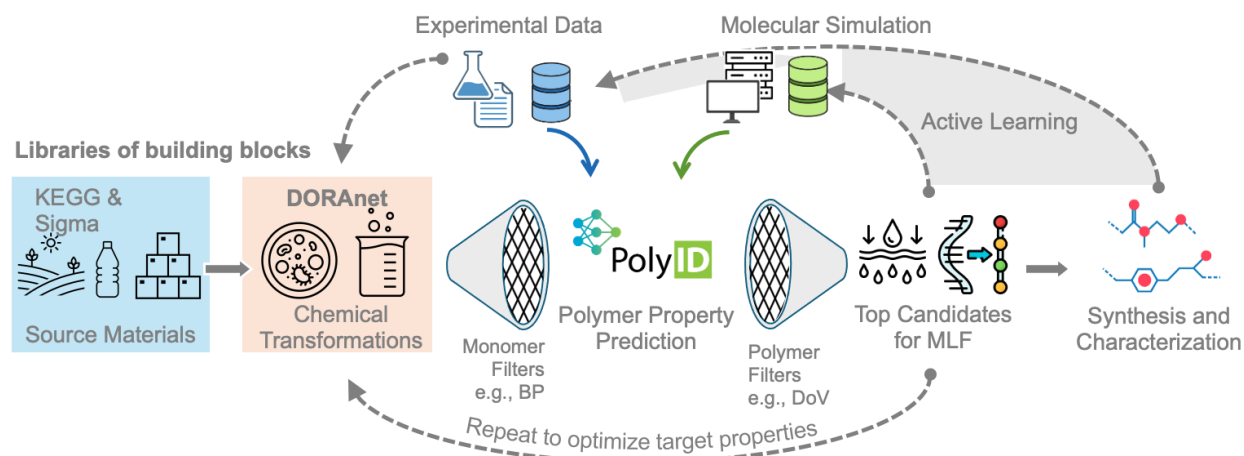 Experimental Data
Molecular Simulation
Active Learning
Libraries of building blocks
KEGG &
Sigma
Source Materials
DORAnet
Chemical
Transformations
Monomer
Filters
e.g., BP
PolyID
Polymer Property
Prediction
Polymer
Filters
e.g., DoV
Top Candidates
for MLF
Synthesis and
Characterization
Repeat to optimize target properties